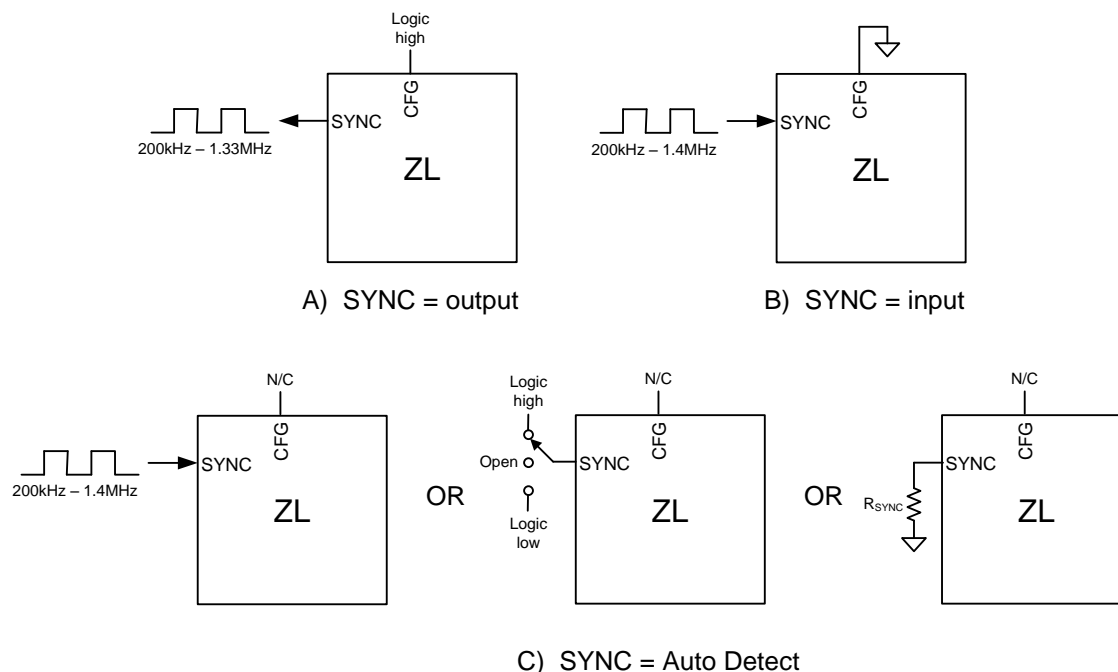 Logic
high
CFG
SYNC
200kHz – 1.33MHz
ZL
A) SYNC = output
CFG
SYNC
200kHz – 1.4MHz
ZL
B) SYNC = input
N/C
CFG
SYNC
200kHz – 1.4MHz
ZL
OR
Logic
high
Open
Logic
low
N/C
CFG
SYNC
ZL
OR
N/C
CFG
SYNC
RSYNC
ZL
C) SYNC = Auto Detect